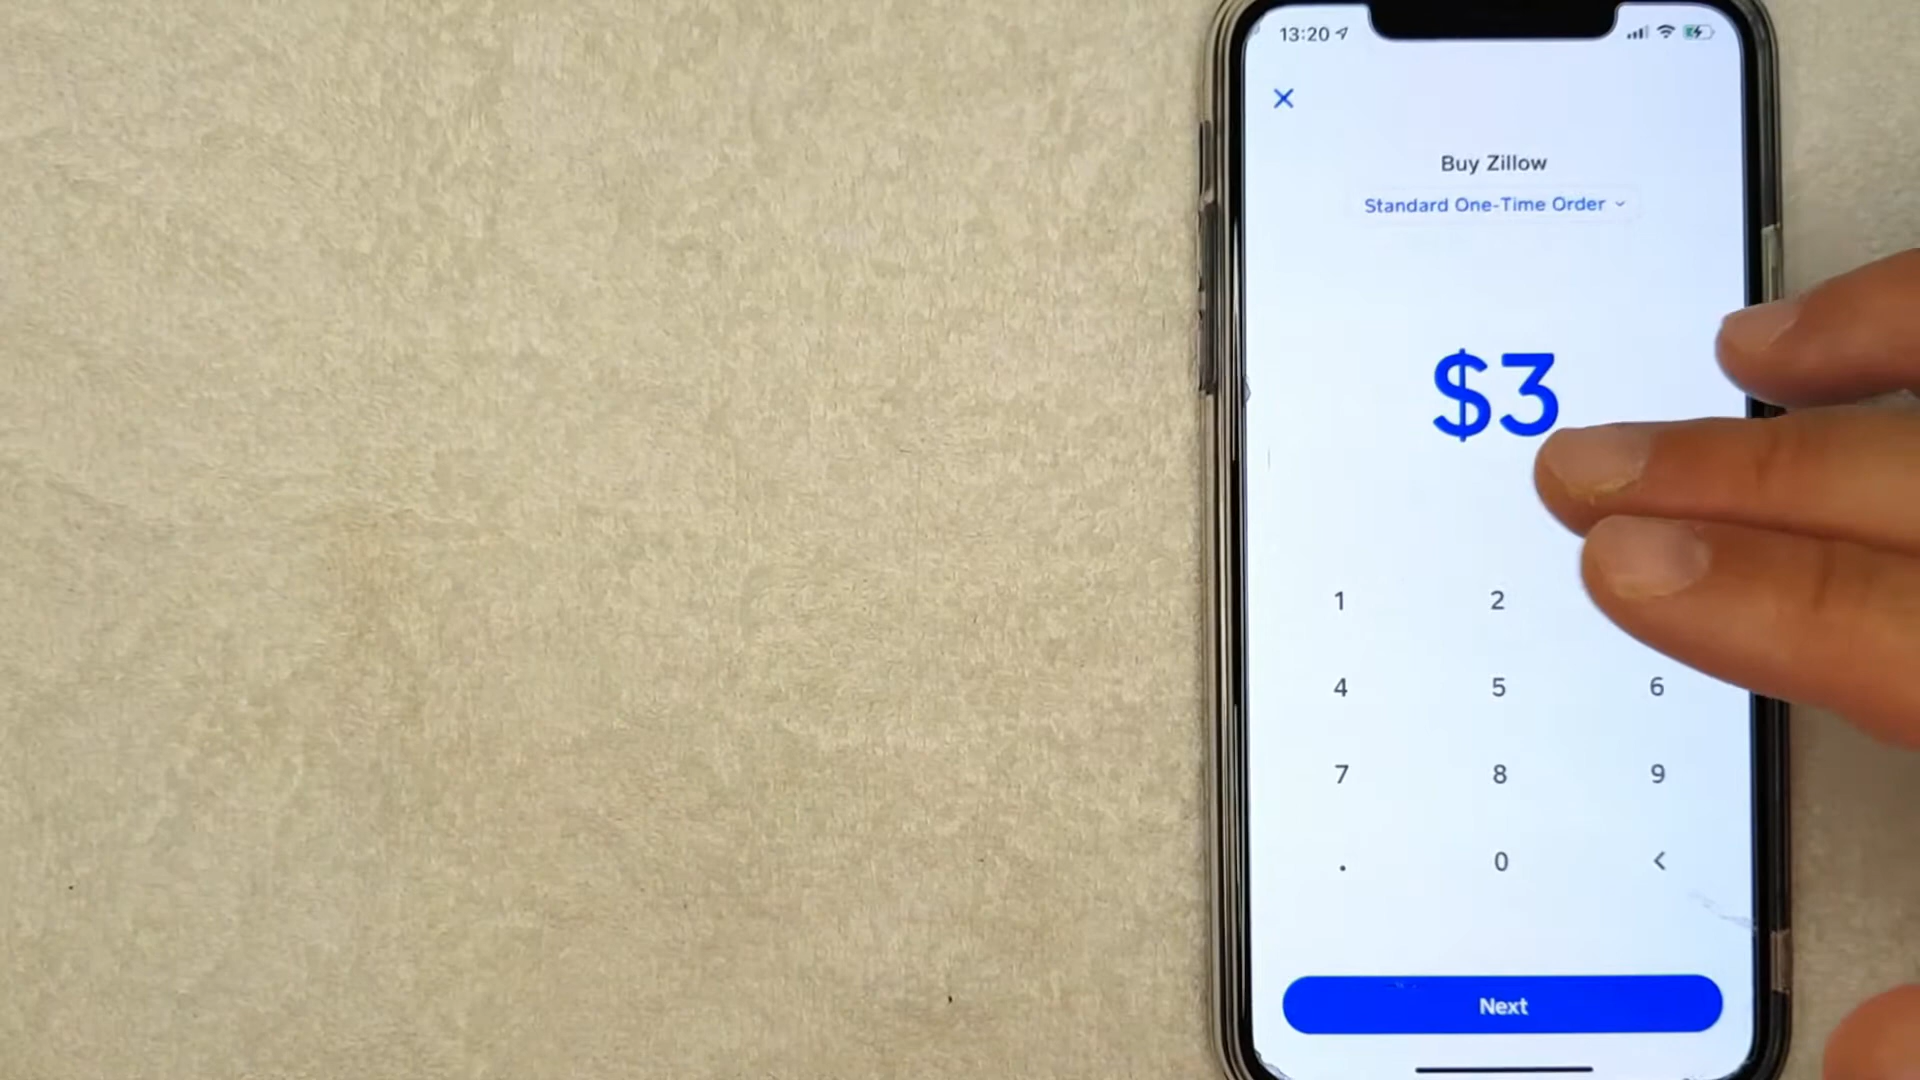 13:20
Buy Zillow
Standard One-Time Order
$3
1 2
4 5 6
7 8 9
. 0 <
Next